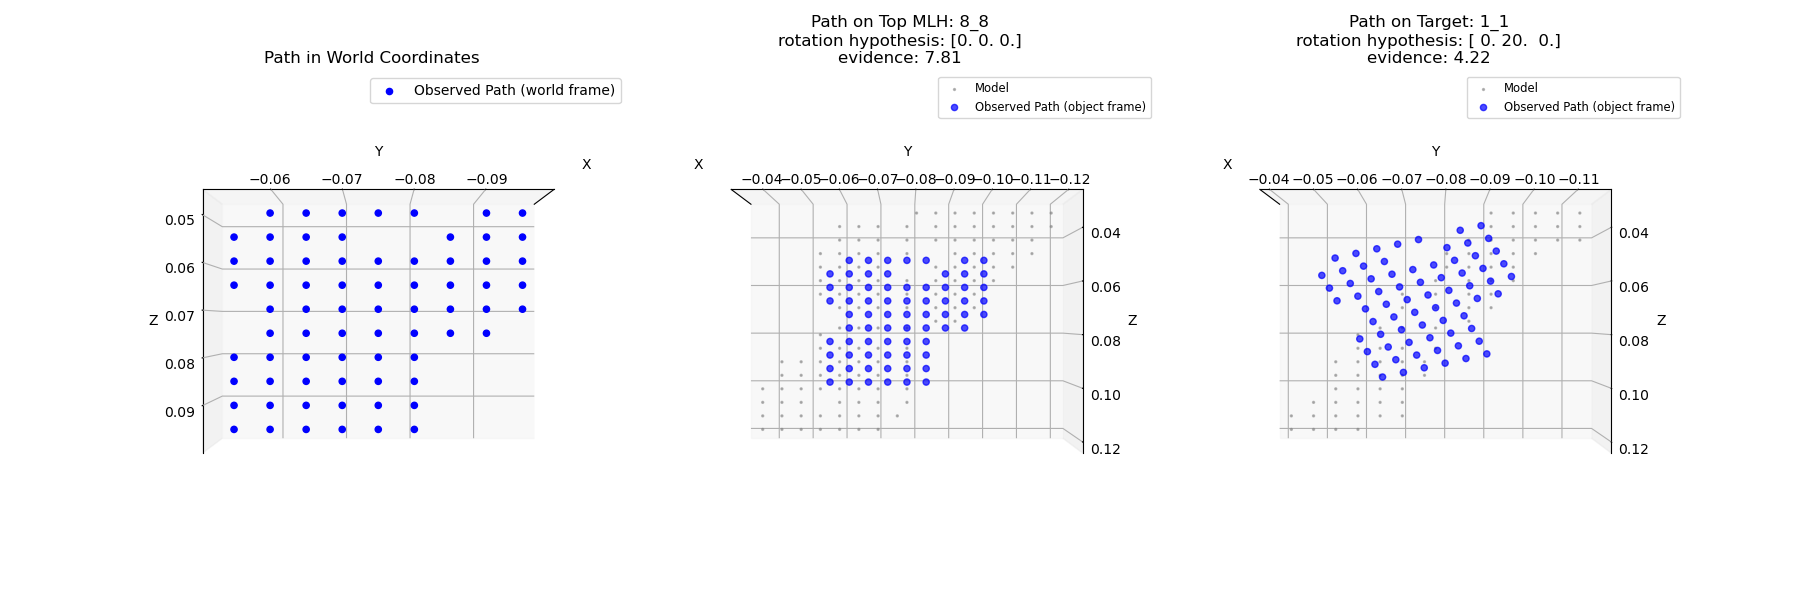 Path in World Coordinates
Observed Path (world frame)
Y
X
−0.06 −0.07 −0.08 −0.09
0.05
0.06
0.07
Z
0.08
0.09
Path on Top MLH: 8_8
rotation hypothesis: [0. 0. 0.]
evidence: 7.81
Model
Observed Path (object frame)
Y
X
−0.04 −0.05 −0.06 −0.07 −0.08 −0.09 −0.10 −0.11 −0.12
0.04
0.06
Z
0.08
0.10
0.12
Path on Target: 1_1
rotation hypothesis: [ 0. 20.  0.]
evidence: 4.22
Model
Observed Path (object frame)
Y
X
−0.04 −0.05 −0.06 −0.07 −0.08 −0.09 −0.10 −0.11
0.04
0.06
Z
0.08
0.10
0.12